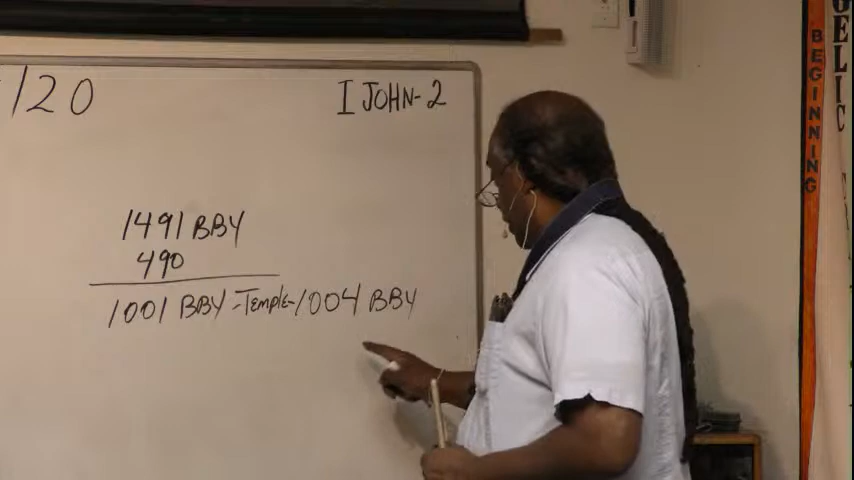 /20
I JOHN-2
1491 BBY
490
1001 BBY-TEMPLE-1004 BBY
BEGINNING